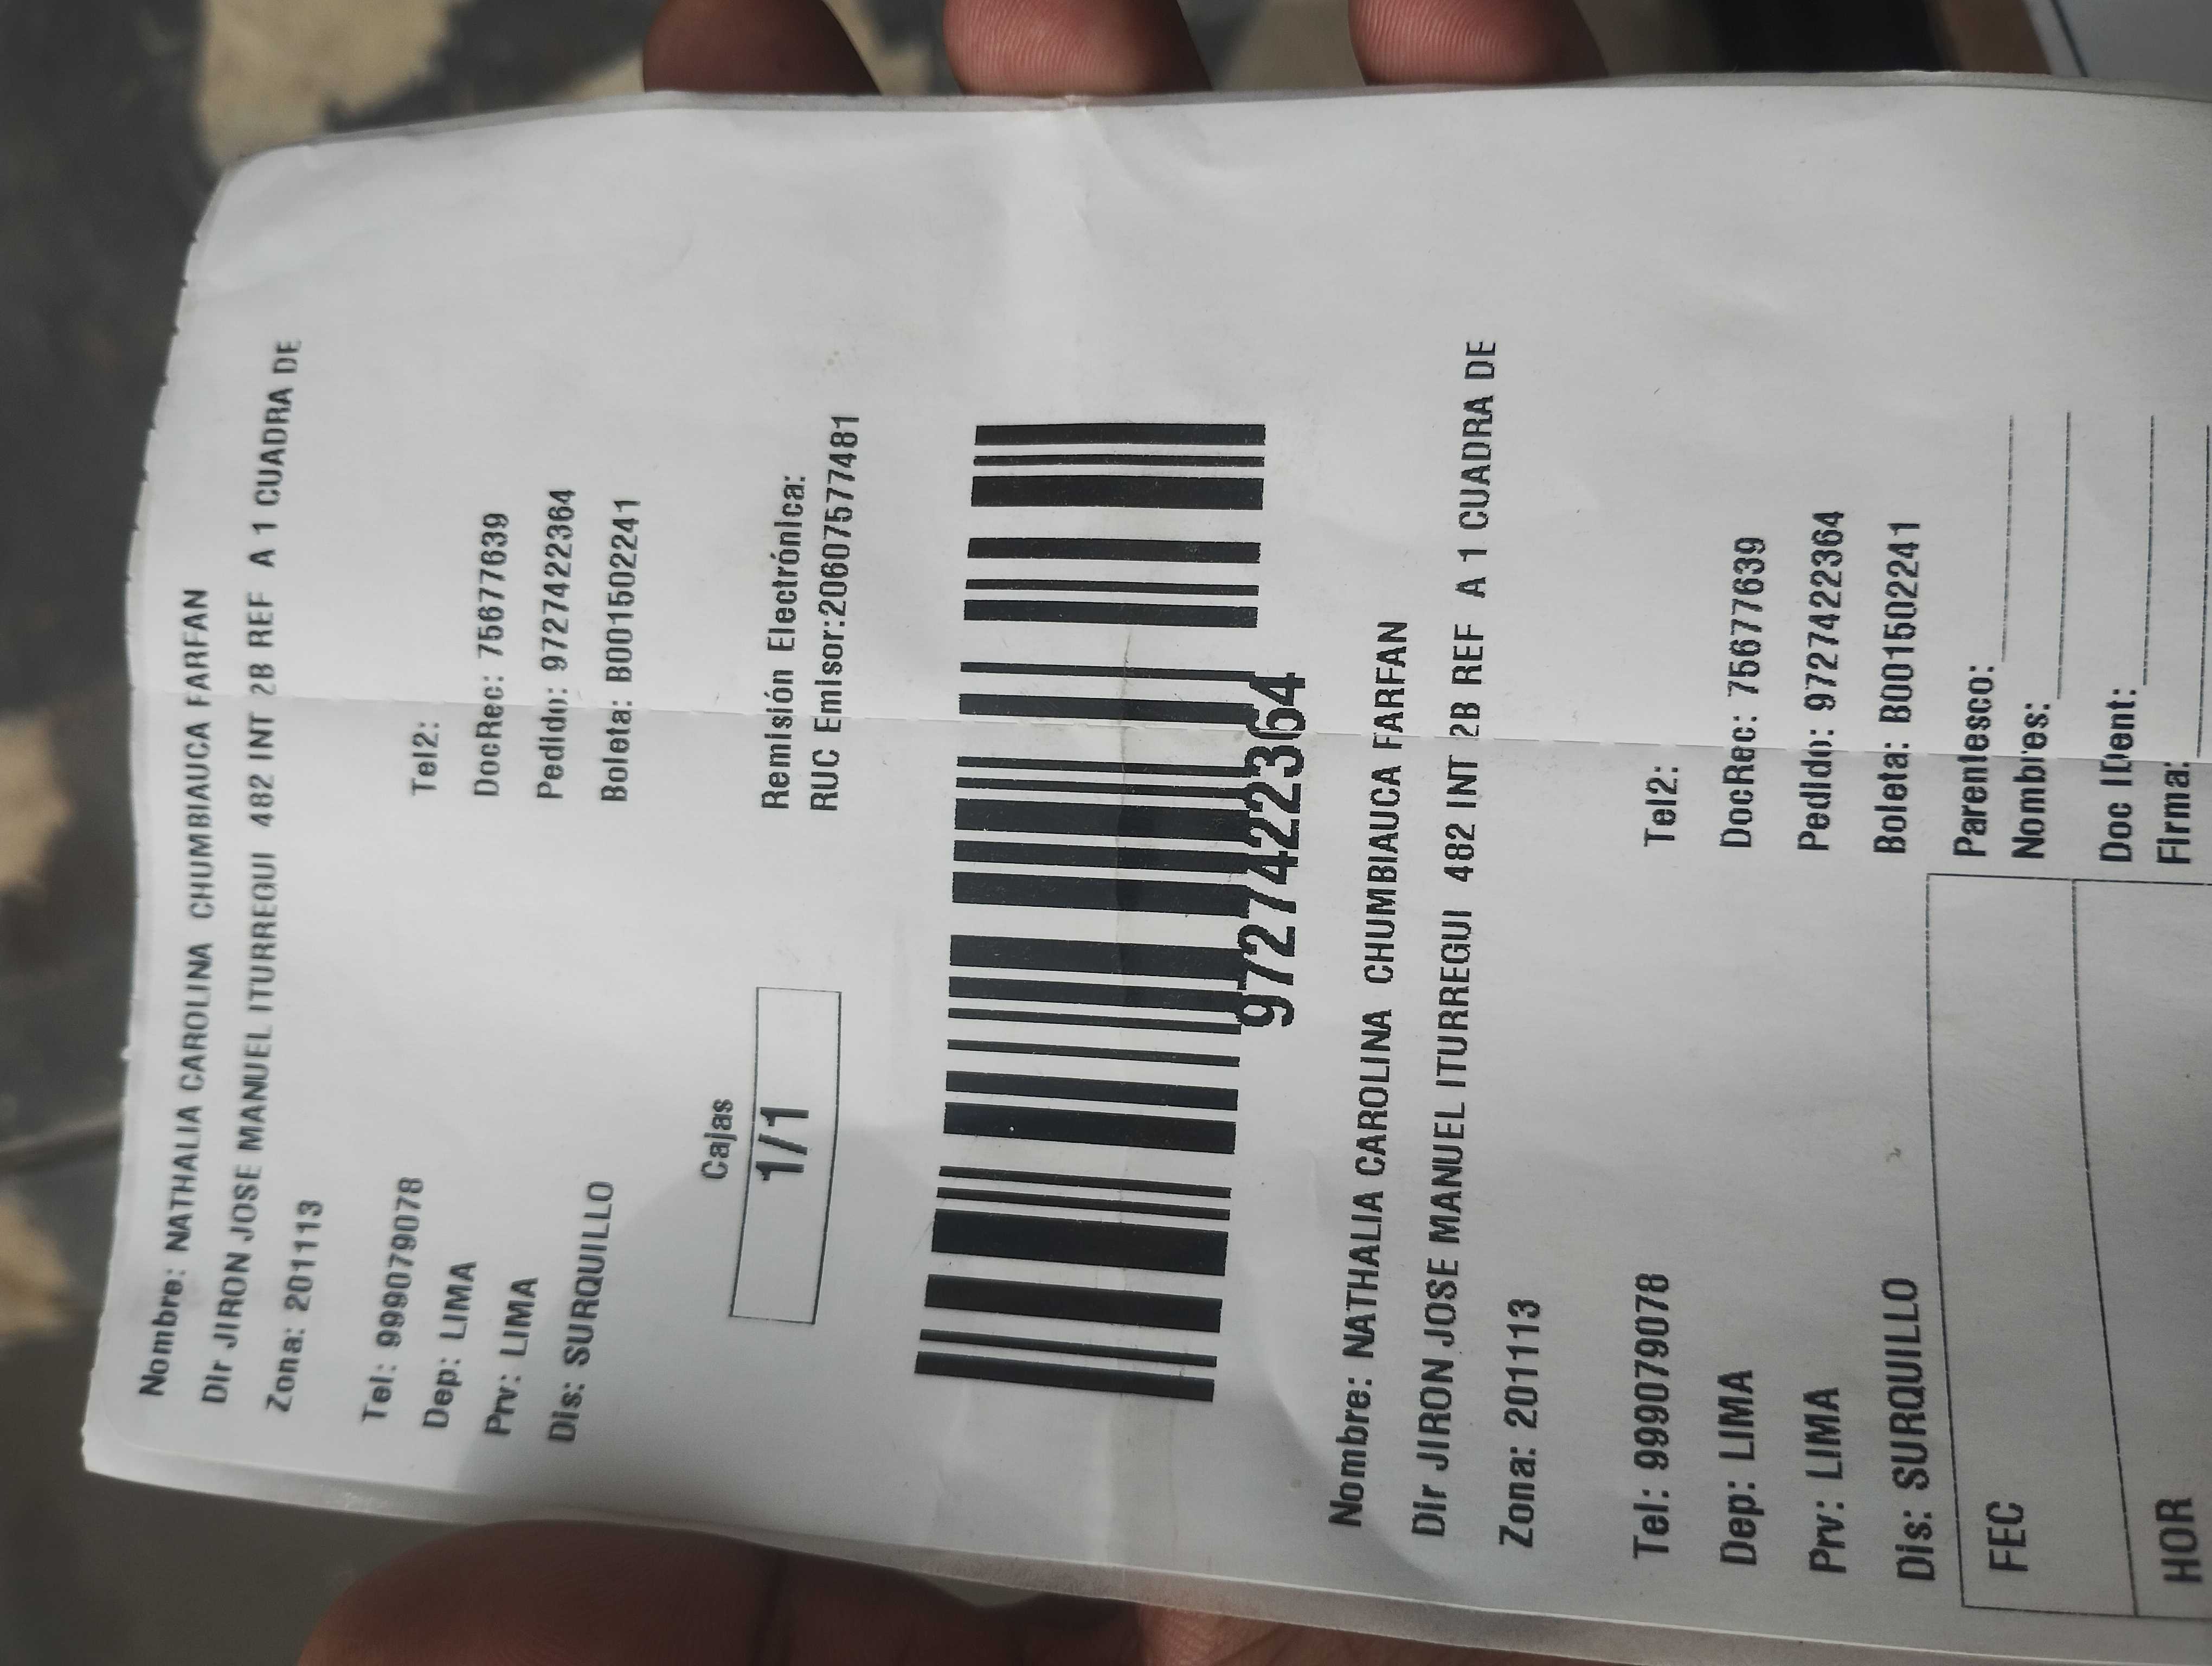 Nombre: NATHALIA CAROLINA CHUMBIAUCA FARFAN
Dir JIRON JOSE MANUEL ITURREGUI 482 INT 2B REF A 1 CUADRA DE
Zona: 201113
Tel: 999079078 Tel2:
Dep: LIMA DocRec: 75677639
Prv: LIMA Pedido: 9727422364
Dis: SURQUILLO Boleta: B001502241
Cajas
1/1
Remisión Electrónica:
RUC Emisor:20607577481
9727422364
Nombre: NATHALIA CAROLINA CHUMBIAUCA FARFAN
Dir JIRON JOSE MANUEL ITURREGUI 482 INT 2B REF A 1 CUADRA DE
Zona: 201113
Tel: 999079078 Tel2:
Dep: LIMA DocRec: 75677639
Prv: LIMA Pedido: 9727422364
Dis: SURQUILLO Boleta: B001502241
FEC
Parentesco:
Nombres:
Doc IDent:
HOR
Firma: